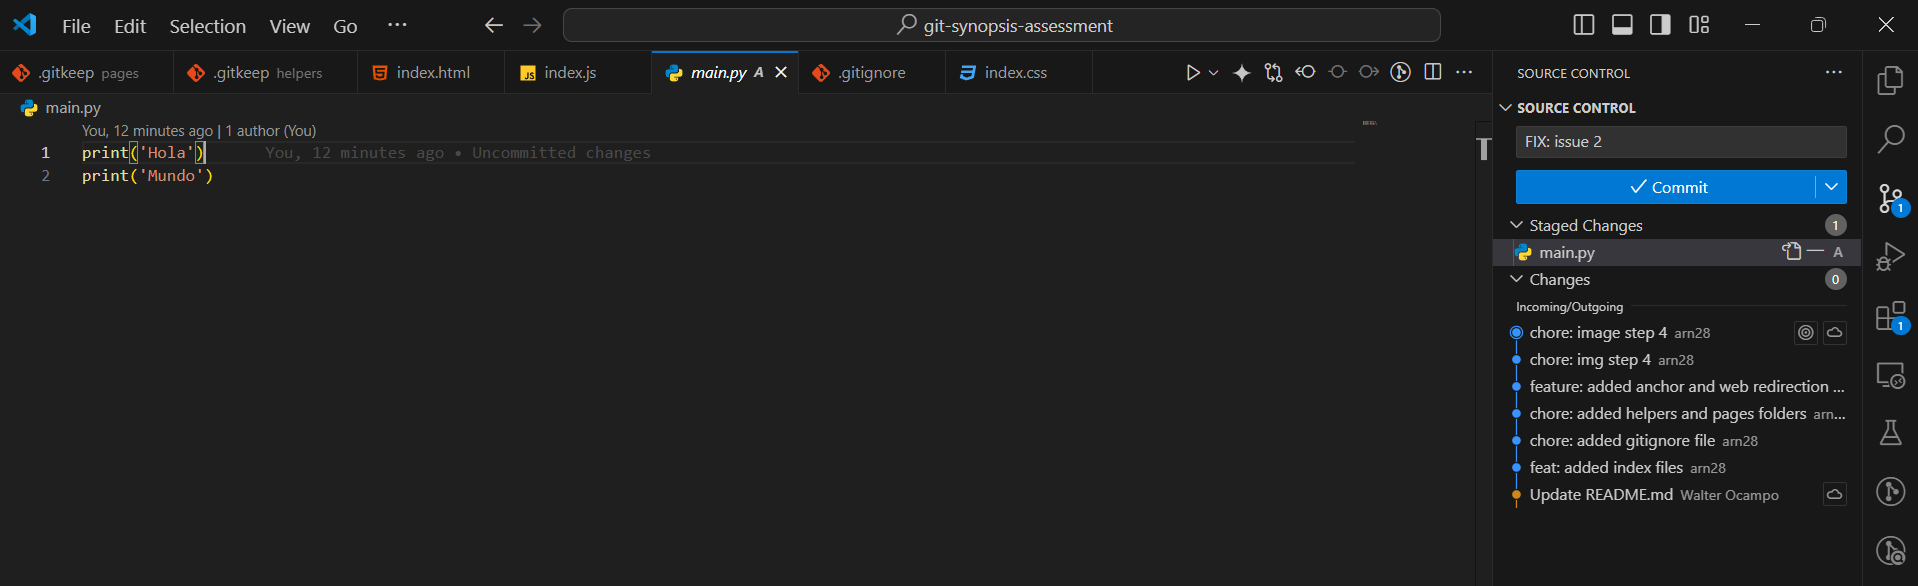 File Edit Selection View Go ... git-synopsis-assessment
.gitkeep pages .gitkeep helpers index.html JS index.js main.py A .gitignore index.css ...
main.py
You, 12 minutes ago | 1 author (You)
1 print('Hola') You, 12 minutes ago • Uncommitted changes
2 print('Mundo')
SOURCE CONTROL ...
SOURCE CONTROL
FIX: issue 2
Commit
Staged Changes 1
main.py A
Changes 0
Incoming/Outgoing
chore: image step 4 arn28
chore: img step 4 arn28
feature: added anchor and web redirection ...
chore: added helpers and pages folders arn...
chore: added gitignore file arn28
feat: added index files arn28
Update README.md Walter Ocampo
1
1